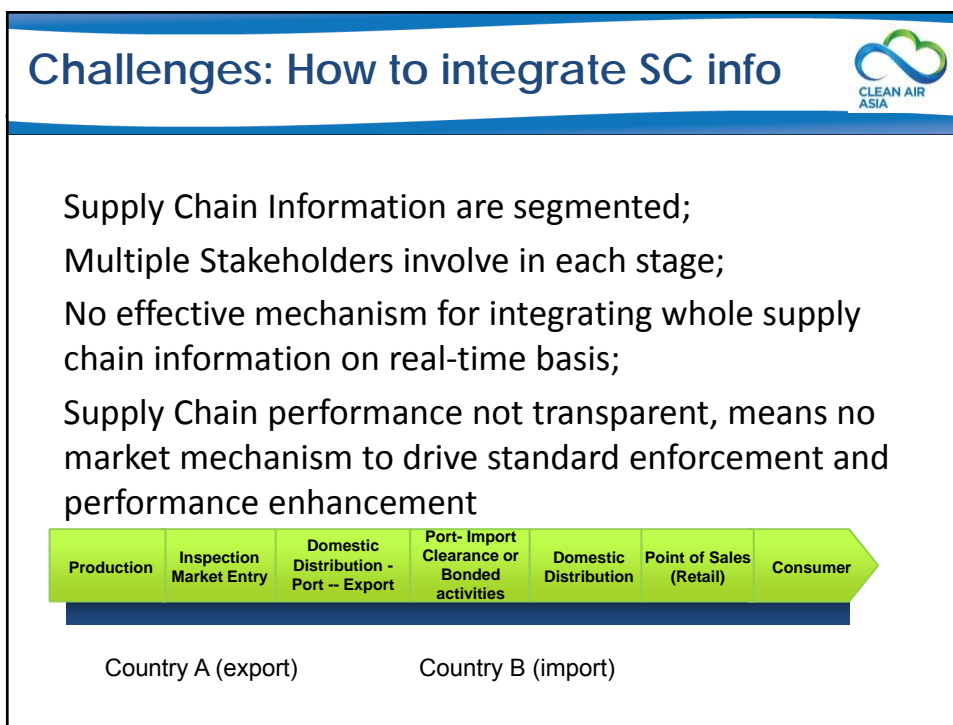 Challenges: How to integrate SC info
CLEAN AIR
ASIA
Supply Chain Information are segmented;
Multiple Stakeholders involve in each stage;
No effective mechanism for integrating whole supply
chain information on real-time basis;
Supply Chain performance not transparent, means no
market mechanism to drive standard enforcement and
performance enhancement
Production
Inspection
Market Entry
Domestic
Distribution -
Port -- Export
Port- Import
Clearance or
Bonded
activities
Domestic
Distribution
Point of Sales
(Retail)
Consumer
Country A (export)
Country B (import)